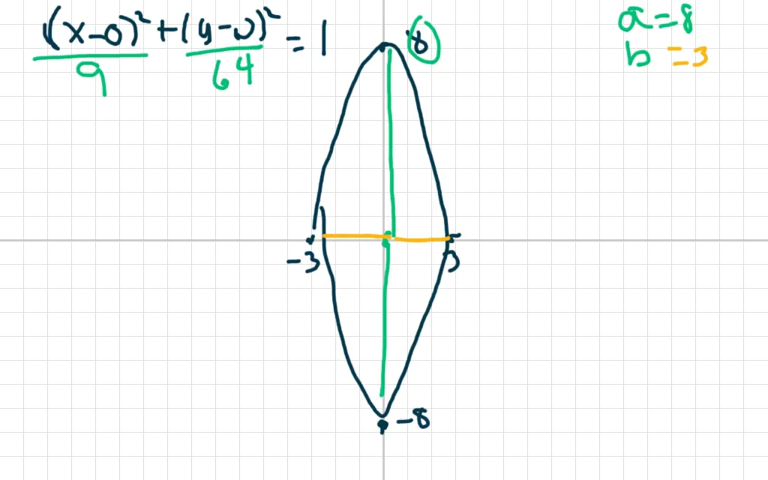 ((x-0)² + (y-0)² = 1
9 64
8
a = 8
b = 3
-3
3
-8